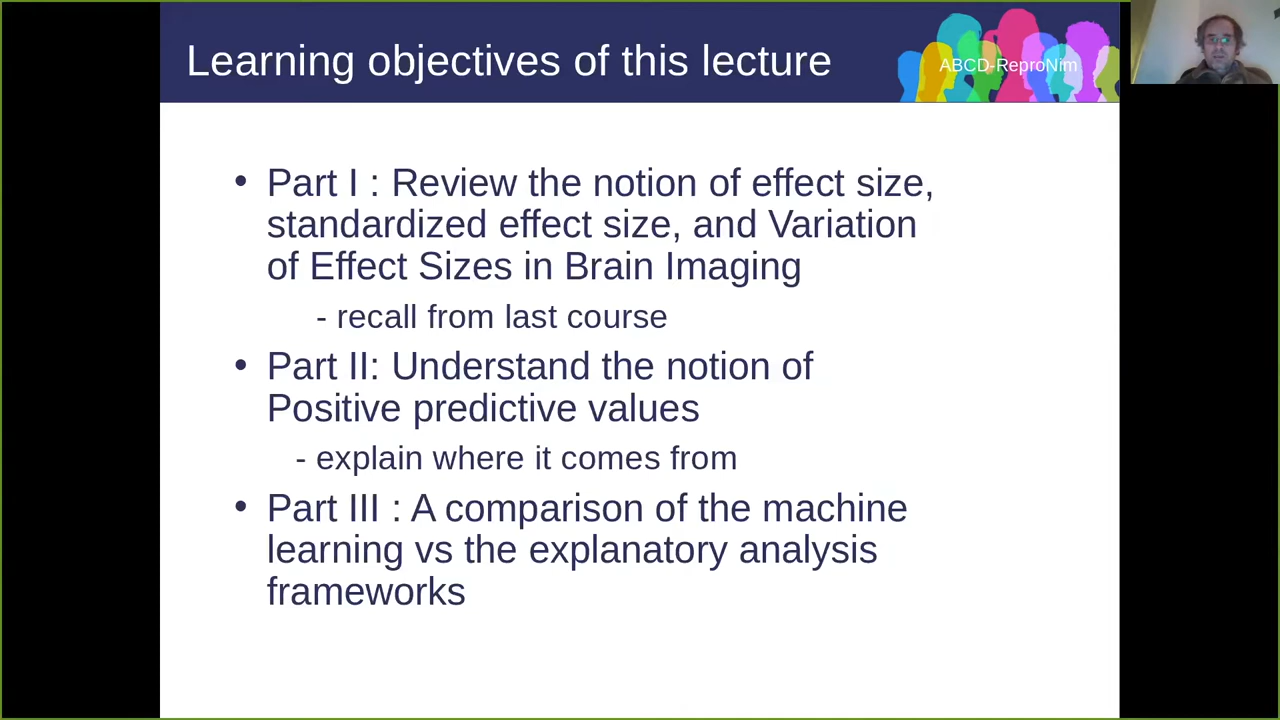 Learning objectives of this lecture
ABCD-ReproNim
• Part I : Review the notion of effect size,
standardized effect size, and Variation
of Effect Sizes in Brain Imaging
- recall from last course
• Part II: Understand the notion of
Positive predictive values
- explain where it comes from
• Part III : A comparison of the machine
learning vs the explanatory analysis
frameworks